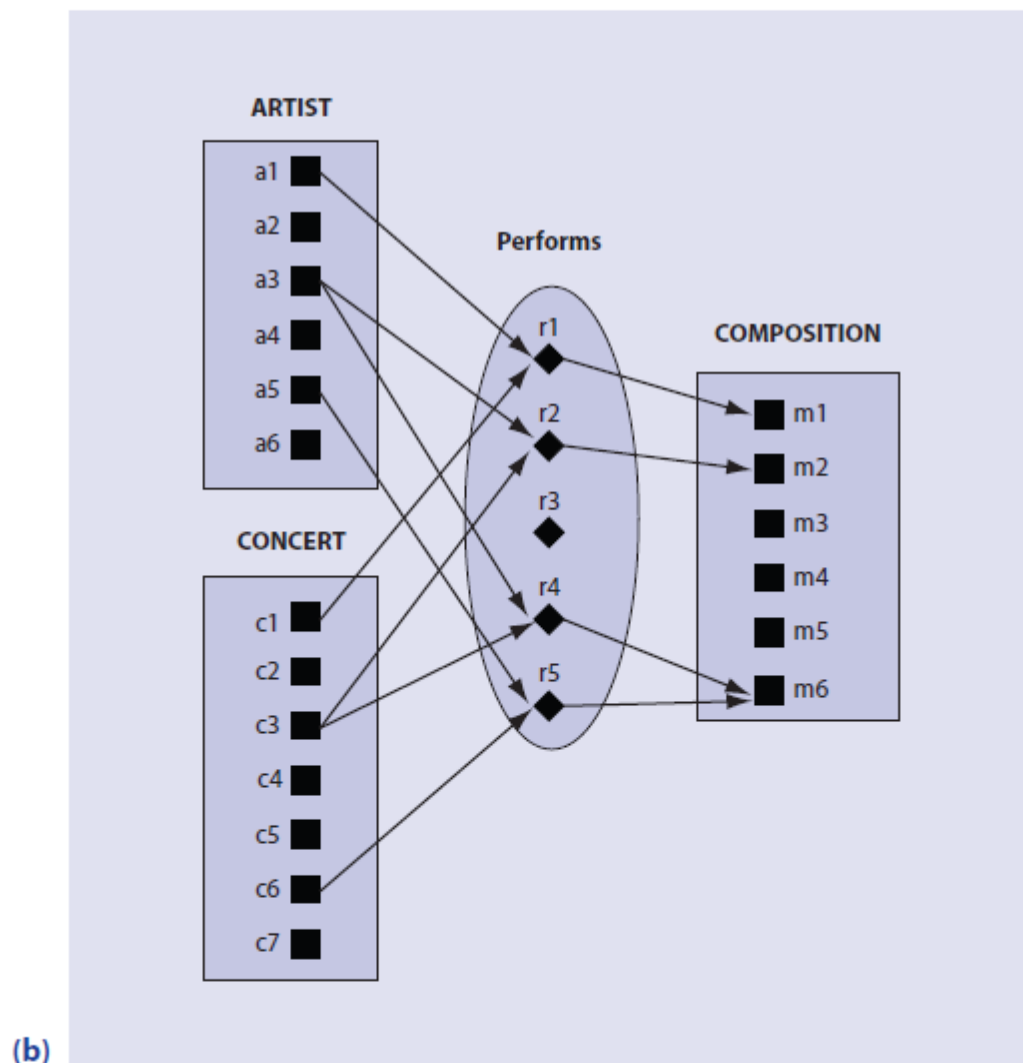 ARTIST
a1
a2
a3
a4
a5
a6
CONCERT
c1
c2
c3
c4
c5
c6
c7
Performs
r1
r2
r3
r4
r5
COMPOSITION
m1
m2
m3
m4
m5
m6
(b)